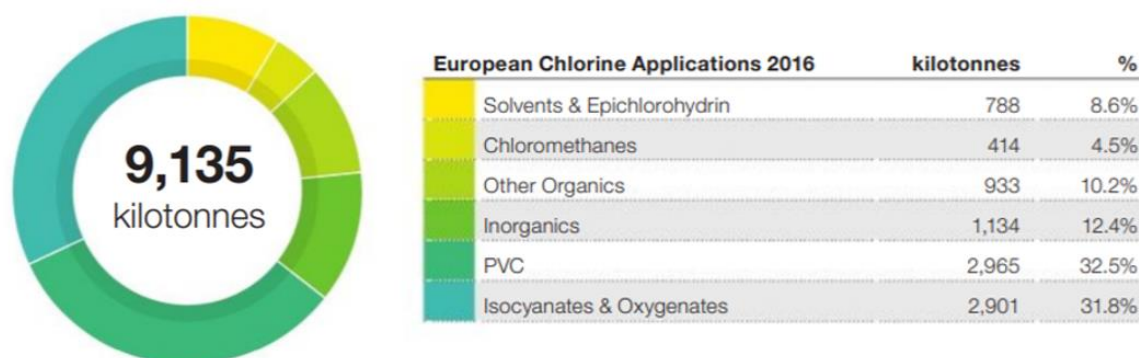 9,135
kilotonnes
European Chlorine Applications 2016 kilotonnes %
Solvents & Epichlorohydrin 788 8.6%
Chloromethanes 414 4.5%
Other Organics 933 10.2%
Inorganics 1,134 12.4%
PVC 2,965 32.5%
Isocyanates & Oxygenates 2,901 31.8%